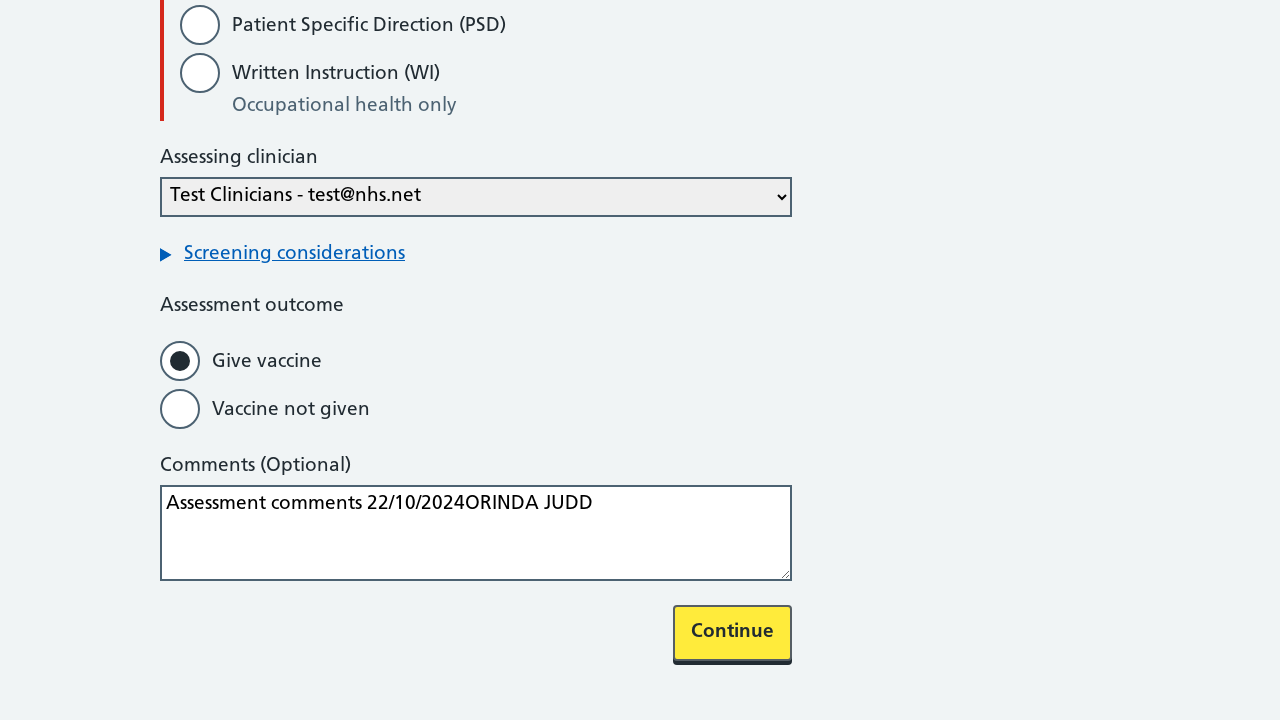 Patient Specific Direction (PSD)
Written Instruction (WI)
Occupational health only
Assessing clinician
Test Clinicians - test@nhs.net
Screening considerations
Assessment outcome
Give vaccine
Vaccine not given
Comments (Optional)
Assessment comments 22/10/2024ORINDA JUDD
Continue